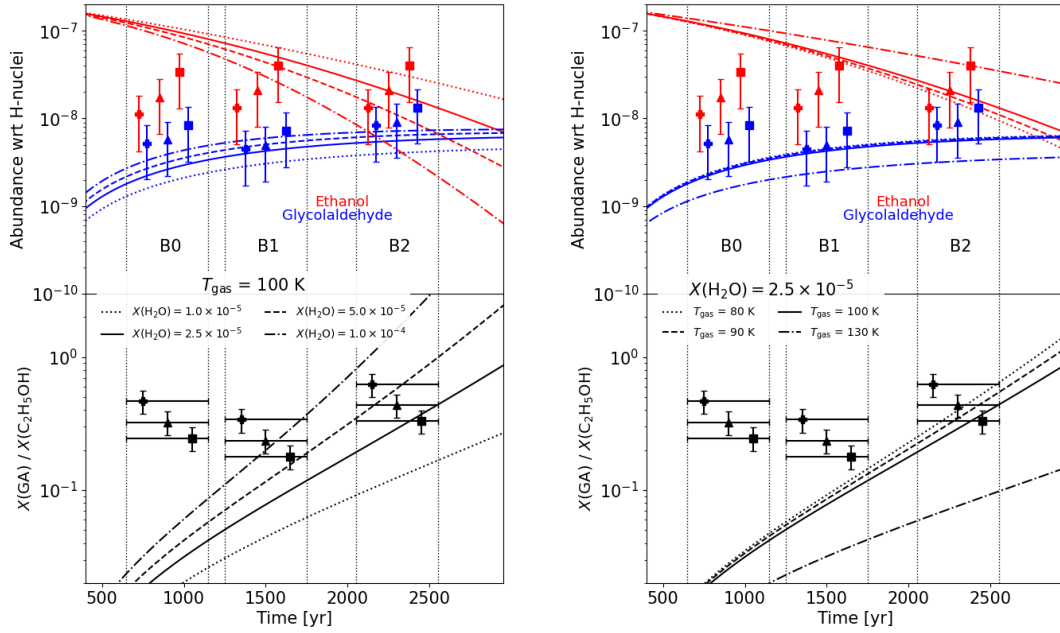 Abundance wrt H-nuclei
10⁻⁷
10⁻⁸
10⁻⁹
10⁻¹⁰
Ethanol
Glycolaldehyde
B0
B1
B2
T_gas = 100 K
X(H₂O) = 1.0 × 10⁻⁵
X(H₂O) = 2.5 × 10⁻⁵
X(H₂O) = 5.0 × 10⁻⁵
X(H₂O) = 1.0 × 10⁻⁴
X(GA) / X(C₂H₅OH)
10⁰
10⁻¹
500
1000
1500
2000
2500
Time [yr]
Abundance wrt H-nuclei
10⁻⁷
10⁻⁸
10⁻⁹
10⁻¹⁰
Ethanol
Glycolaldehyde
B0
B1
B2
X(H₂O) = 2.5 × 10⁻⁵
T_gas = 80 K
T_gas = 90 K
T_gas = 100 K
T_gas = 130 K
X(GA) / X(C₂H₅OH)
10⁰
10⁻¹
500
1000
1500
2000
2500
Time [yr]